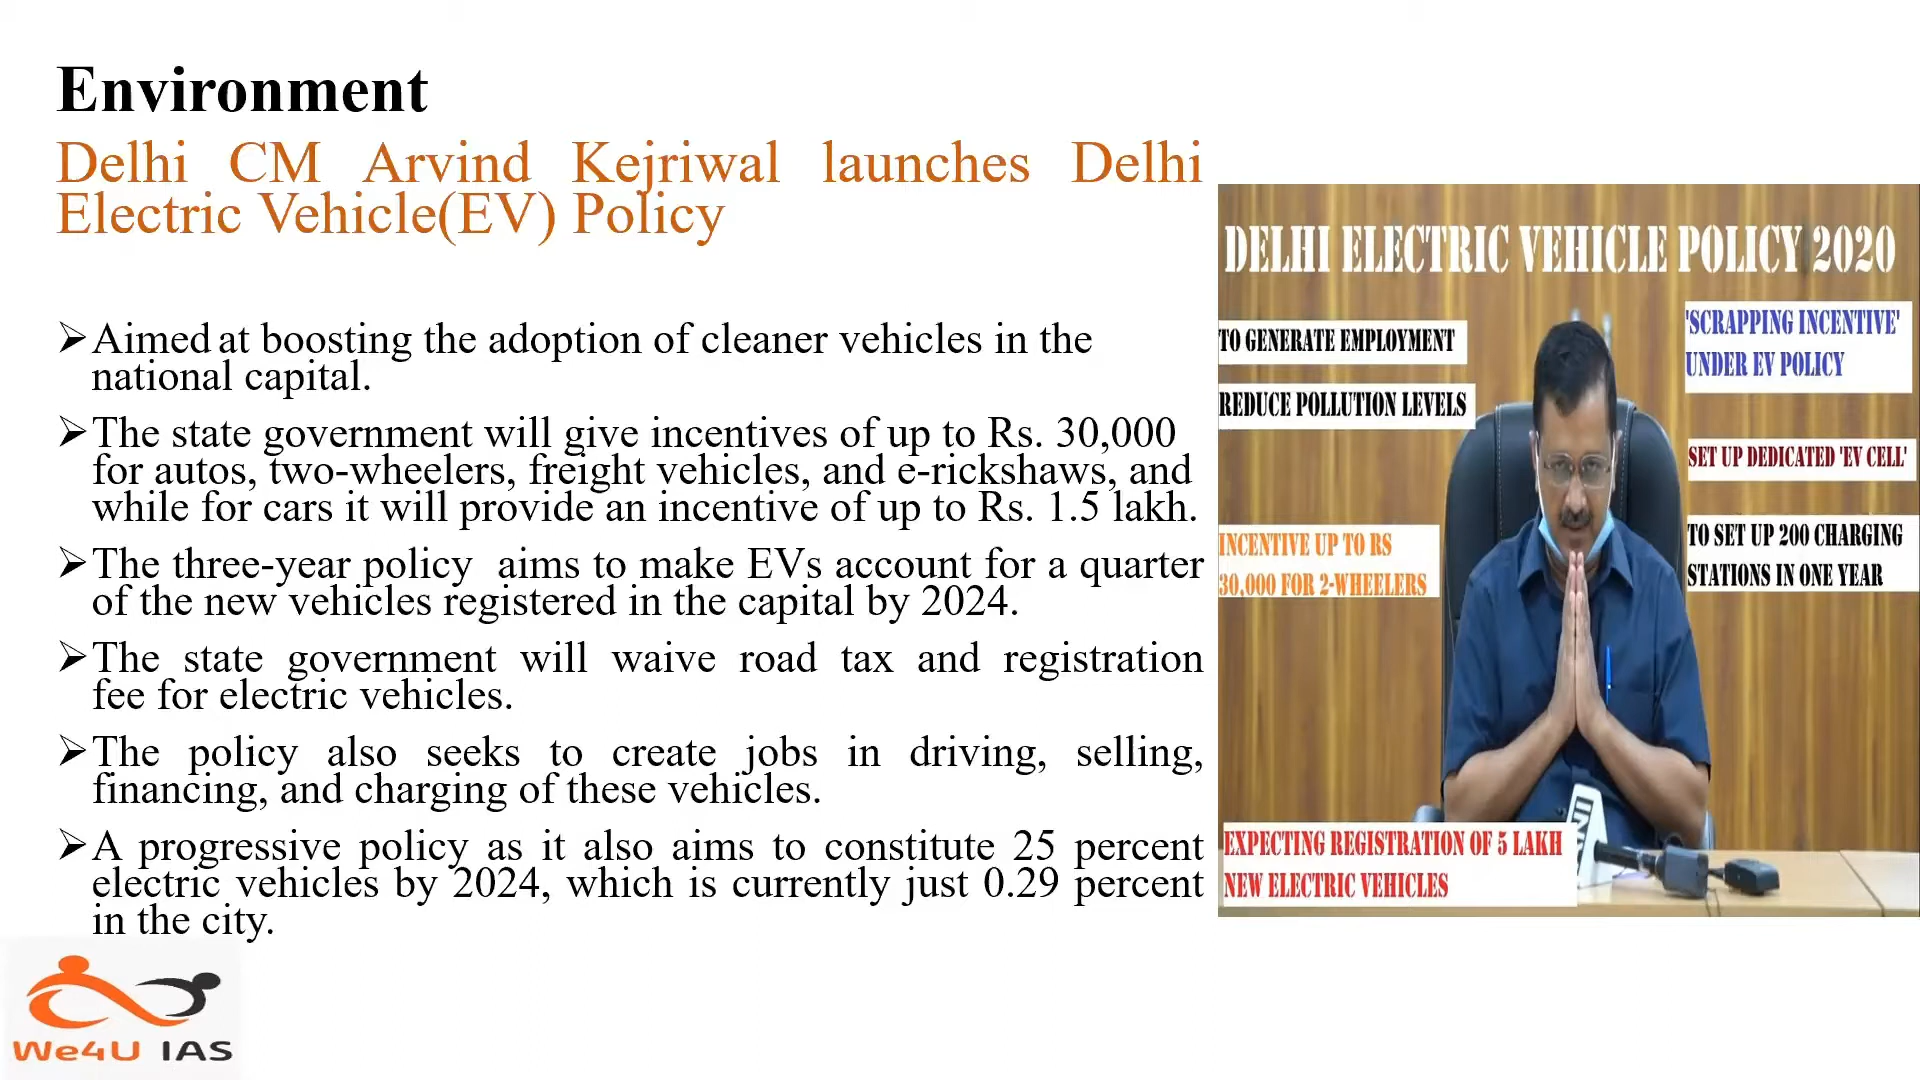 Environment
Delhi CM Arvind Kejriwal launches Delhi
Electric Vehicle(EV) Policy
➢Aimed at boosting the adoption of cleaner vehicles in the
national capital.
➢The state government will give incentives of up to Rs. 30,000
for autos, two-wheelers, freight vehicles, and e-rickshaws, and
while for cars it will provide an incentive of up to Rs. 1.5 lakh.
➢The three-year policy aims to make EVs account for a quarter
of the new vehicles registered in the capital by 2024.
➢The state government will waive road tax and registration
fee for electric vehicles.
➢The policy also seeks to create jobs in driving, selling,
financing, and charging of these vehicles.
➢A progressive policy as it also aims to constitute 25 percent
electric vehicles by 2024, which is currently just 0.29 percent
in the city.
DELHI ELECTRIC VEHICLE POLICY 2020
TO GENERATE EMPLOYMENT
REDUCE POLLUTION LEVELS
INCENTIVE UP TO RS
30,000 FOR 2-WHEELERS
'SCRAPPING INCENTIVE'
UNDER EV POLICY
SET UP DEDICATED 'EV CELL'
TO SET UP 200 CHARGING
STATIONS IN ONE YEAR
EXPECTING REGISTRATION OF 5 LAKH
NEW ELECTRIC VEHICLES
We4U IAS